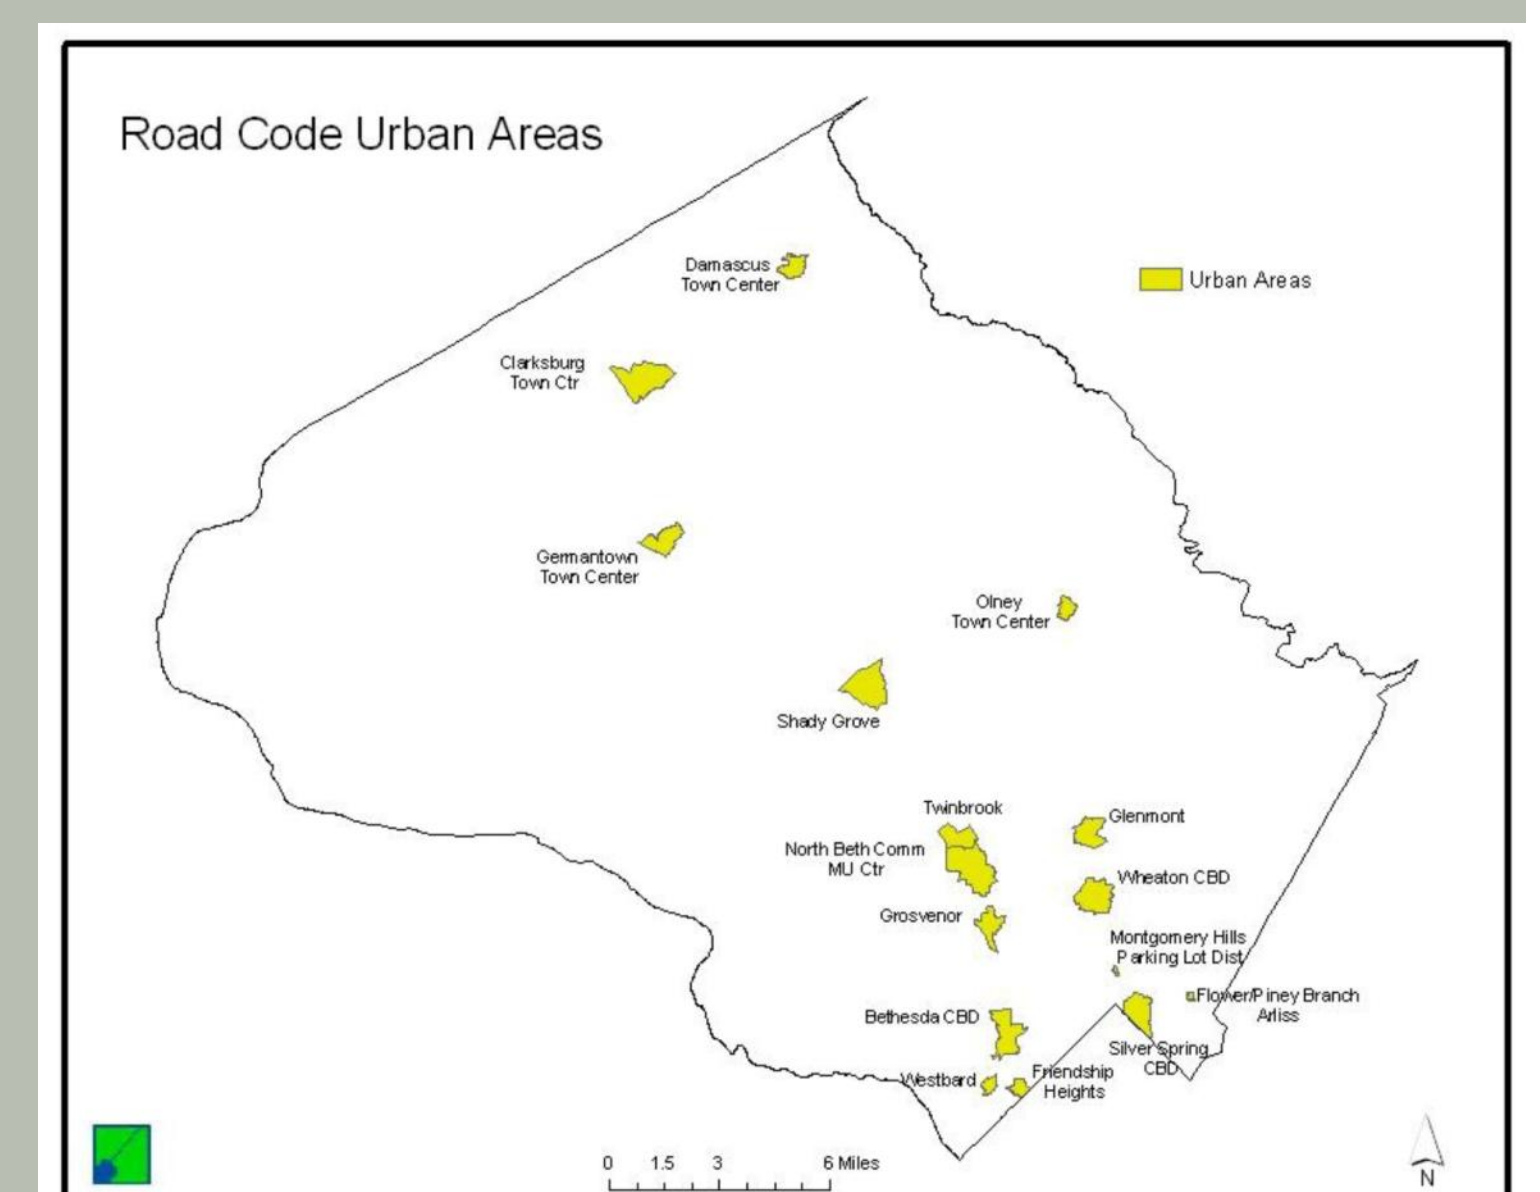 Road Code Urban Areas
Damascus
Town Center
Urban Areas
Clarksburg
Town Ctr
Germantown
Town Center
Olney
Town Center
Shady Grove
Twinbrook
Glenmont
North Beth Comm
MU Ctr
Wheaton CBD
Grosvenor
Montgomery Hills
Parking Lot Dist
Flower/Piney Branch
Arliss
Bethesda CBD
Silver Spring
CBD
Westbard
Friendship
Heights
0 1.5 3 6 Miles
N